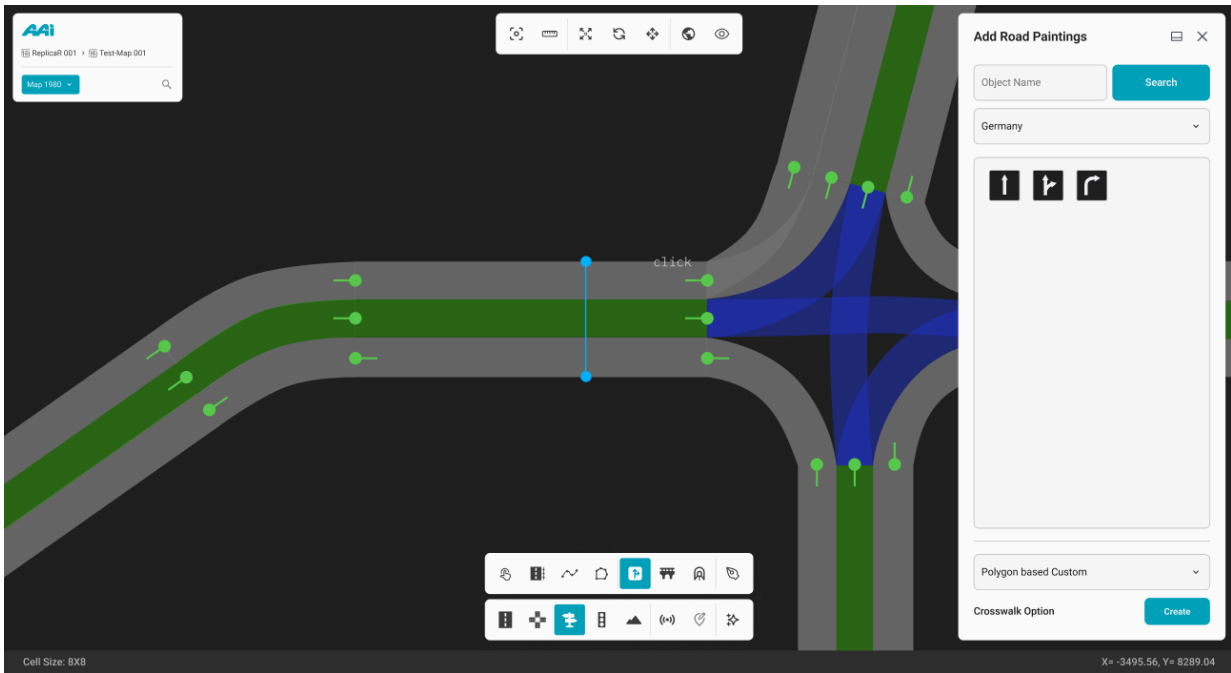 AAi
ReplicaR 001 › Test-Map 001
Map 1980
click
Add Road Paintings
Object Name
Search
Germany
Polygon based Custom
Crosswalk Option
Create
Cell Size: 8X8
X= -3495.56, Y= 8289.04